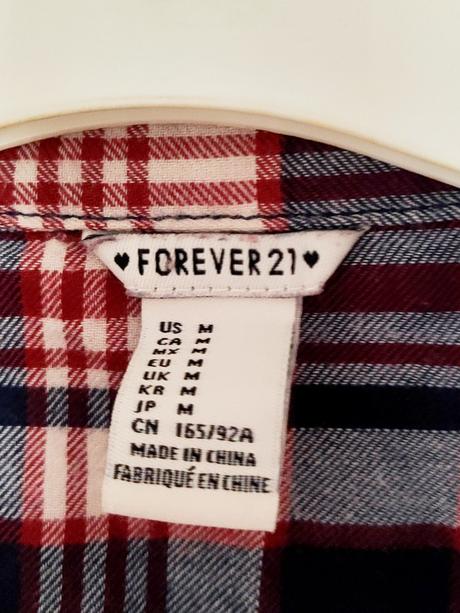 ♥FOREVER 21♥
US M
CA M
MX M
EU M
UK M
KR M
JP M
CN 165/92A
MADE IN CHINA
FABRIQUÉ EN CHINE